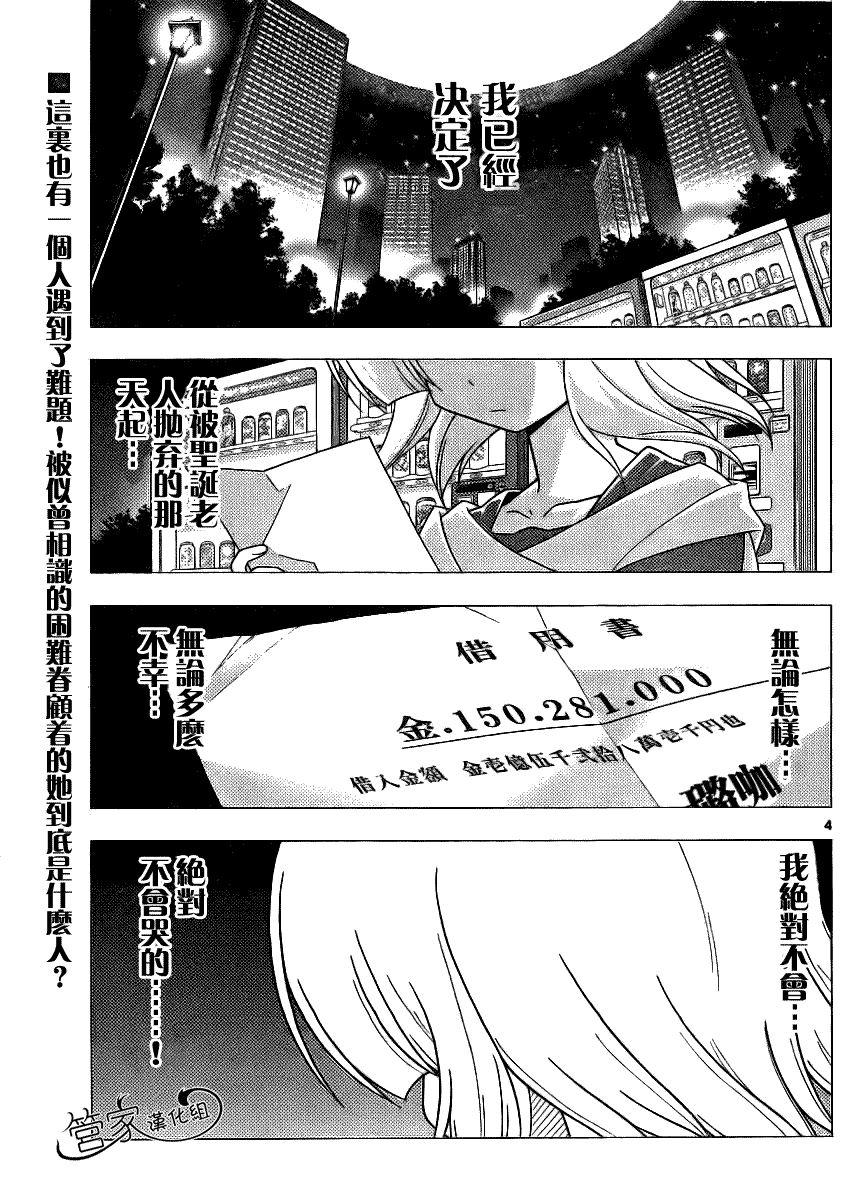 我已經
決定了
從被聖誕老
人拋弃的那
天起…
無論怎樣……
借用書
金.150.281.000
借入金額 金壱億伍千弐拾八萬壱千円也
璐咖
無論多麼
不幸……
4
我絕對不會…
絕對
不會哭的………!
■這裏也有一個人遇到了難題!被似曾相識的困難眷顧着的她到底是什麼人?
管家漢化組